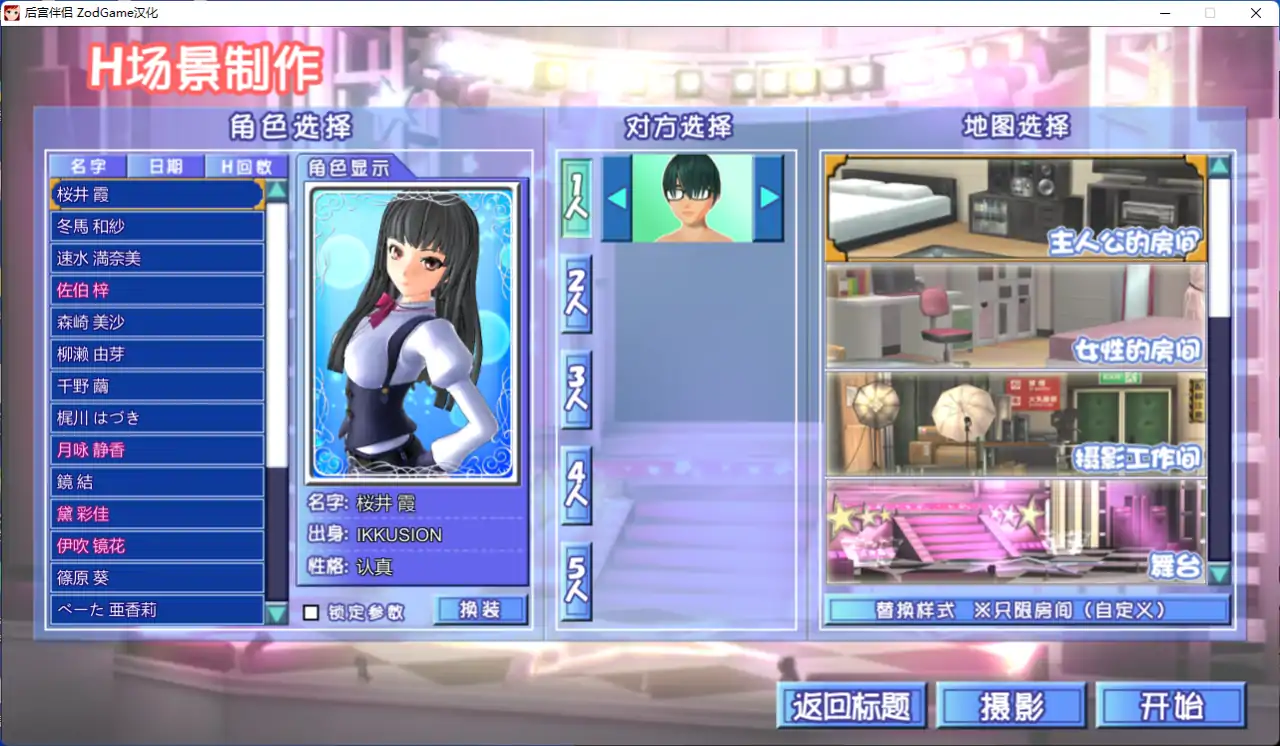 后宫伴侣 ZodGame汉化
H场景制作
角色选择
对方选择
地图选择
名字 日期 H回数
角色显示
桜井 霞
冬馬 和紗
速水 満奈美
佐伯 梓
森崎 美沙
柳濑 由芽
千野 繭
梶川 はづき
月咏 静香
鏡 結
黛 彩佳
伊吹 镜花
篠原 葵
べーた 亜香莉
名字: 桜井 霞
出身: IKKUSION
性格: 认真
锁定参数
换装
1人
2人
3人
4人
5人
主人公的房间
女性的房间
摄影工作间
舞台
替换样式 ※只限房间（自定义）
返回标题
摄影
开始